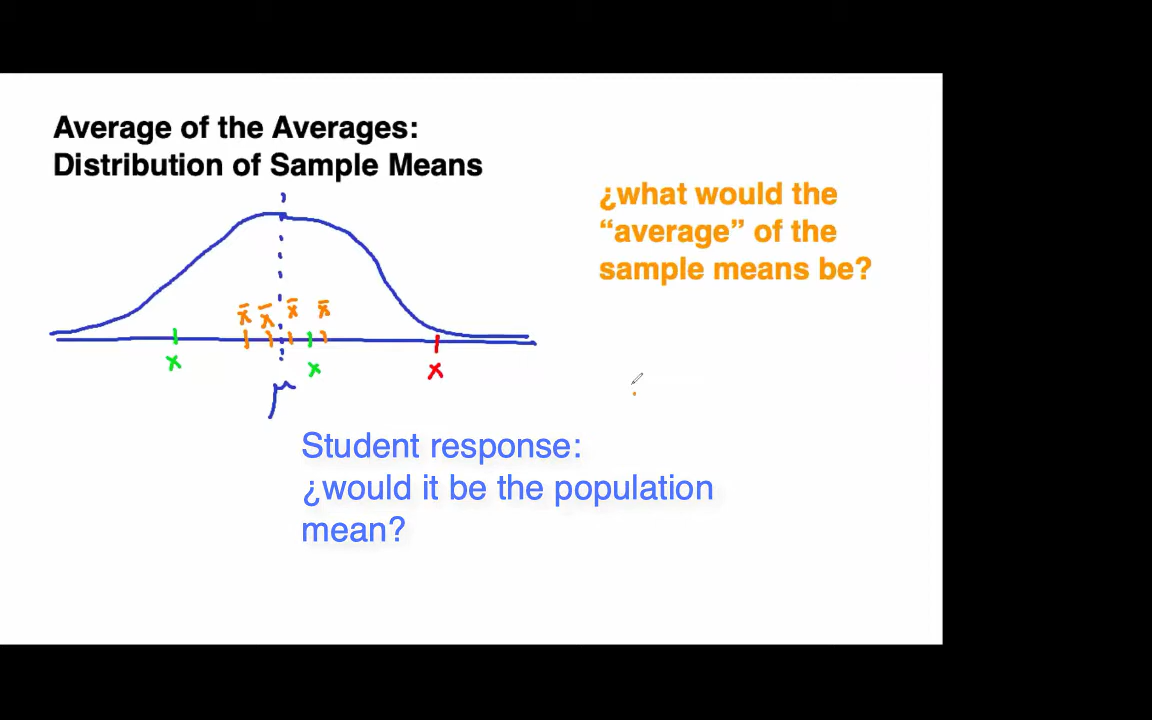 Average of the Averages:
Distribution of Sample Means
¿what would the
“average” of the
sample means be?
x̄ x̄ x̄ x̄
x x x
μ
Student response:
¿would it be the population
mean?